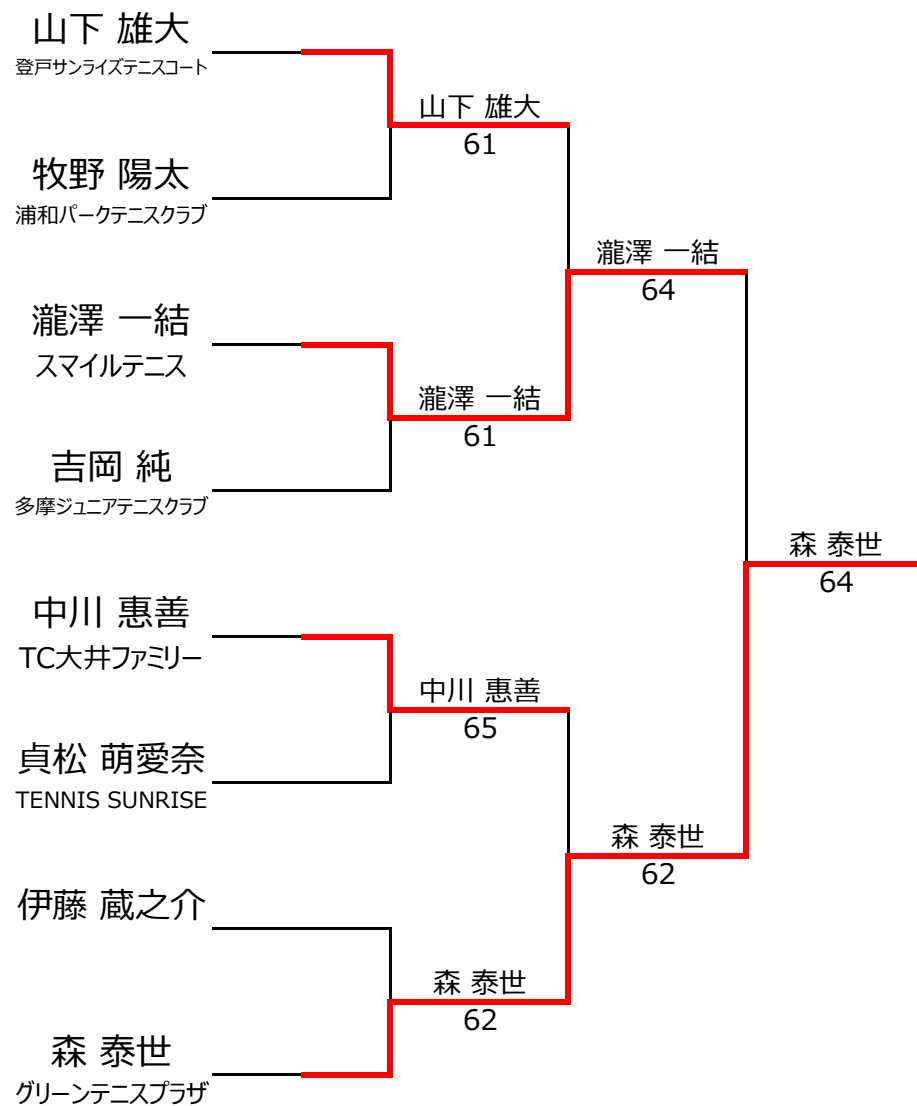 山下 雄大
登戸サンライズテニスコート
山下 雄大
61
牧野 陽太
浦和パークテニスクラブ
瀧澤 一結
64
瀧澤 一結
スマイルテニス
瀧澤 一結
61
吉岡 純
多摩ジュニアテニスクラブ
森 泰世
64
中川 惠善
TC大井ファミリー
中川 惠善
65
貞松 萌愛奈
TENNIS SUNRISE
森 泰世
62
伊藤 蔵之介
森 泰世
62
森 泰世
グリーンテニスプラザ